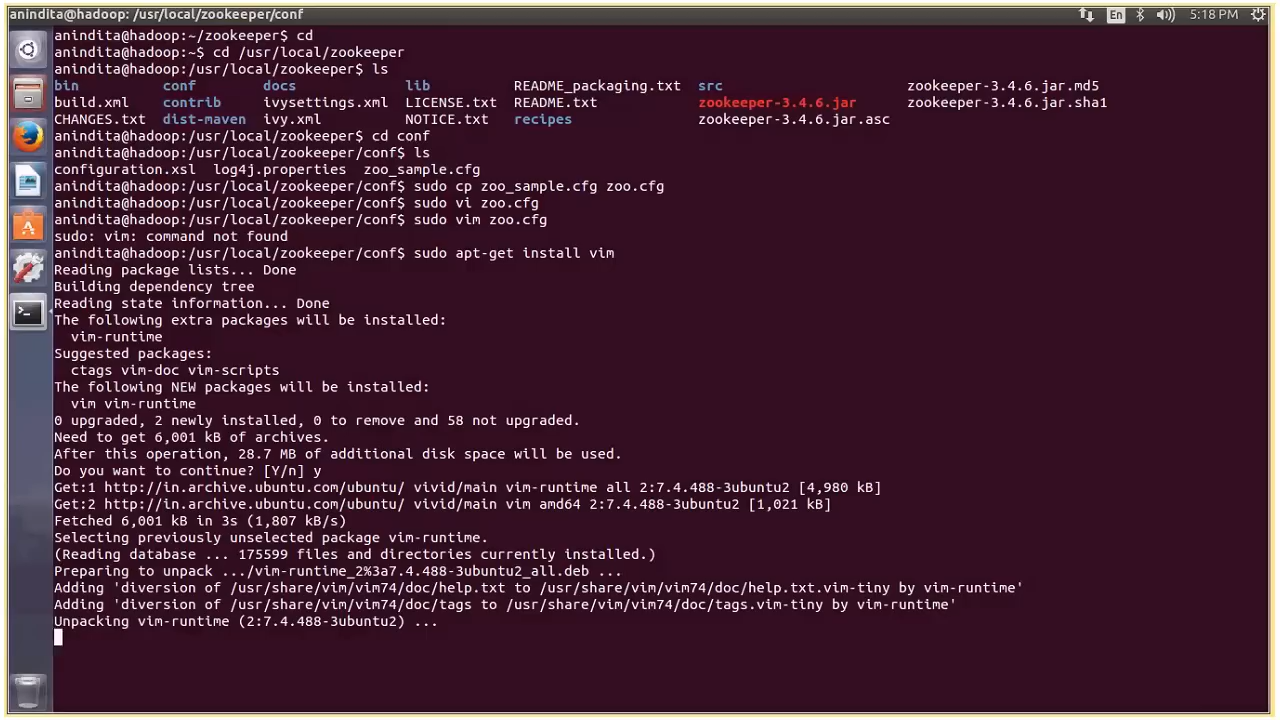 anindita@hadoop: /usr/local/zookeeper/conf En 5:18 PM
anindita@hadoop:~/zookeeper$ cd
anindita@hadoop:~$ cd /usr/local/zookeeper
anindita@hadoop:/usr/local/zookeeper$ ls
bin conf docs lib README_packaging.txt src zookeeper-3.4.6.jar.md5
build.xml contrib ivysettings.xml LICENSE.txt README.txt zookeeper-3.4.6.jar zookeeper-3.4.6.jar.sha1
CHANGES.txt dist-maven ivy.xml NOTICE.txt recipes zookeeper-3.4.6.jar.asc
anindita@hadoop:/usr/local/zookeeper$ cd conf
anindita@hadoop:/usr/local/zookeeper/conf$ ls
configuration.xsl log4j.properties zoo_sample.cfg
anindita@hadoop:/usr/local/zookeeper/conf$ sudo cp zoo_sample.cfg zoo.cfg
anindita@hadoop:/usr/local/zookeeper/conf$ sudo vi zoo.cfg
anindita@hadoop:/usr/local/zookeeper/conf$ sudo vim zoo.cfg
sudo: vim: command not found
anindita@hadoop:/usr/local/zookeeper/conf$ sudo apt-get install vim
Reading package lists... Done
Building dependency tree
Reading state information... Done
The following extra packages will be installed:
vim-runtime
Suggested packages:
ctags vim-doc vim-scripts
The following NEW packages will be installed:
vim vim-runtime
0 upgraded, 2 newly installed, 0 to remove and 58 not upgraded.
Need to get 6,001 kB of archives.
After this operation, 28.7 MB of additional disk space will be used.
Do you want to continue? [Y/n] y
Get:1 http://in.archive.ubuntu.com/ubuntu/ vivid/main vim-runtime all 2:7.4.488-3ubuntu2 [4,980 kB]
Get:2 http://in.archive.ubuntu.com/ubuntu/ vivid/main vim amd64 2:7.4.488-3ubuntu2 [1,021 kB]
Fetched 6,001 kB in 3s (1,807 kB/s)
Selecting previously unselected package vim-runtime.
(Reading database ... 175599 files and directories currently installed.)
Preparing to unpack .../vim-runtime_2%3a7.4.488-3ubuntu2_all.deb ...
Adding 'diversion of /usr/share/vim/vim74/doc/help.txt to /usr/share/vim/vim74/doc/help.txt.vim-tiny by vim-runtime'
Adding 'diversion of /usr/share/vim/vim74/doc/tags to /usr/share/vim/vim74/doc/tags.vim-tiny by vim-runtime'
Unpacking vim-runtime (2:7.4.488-3ubuntu2) ...